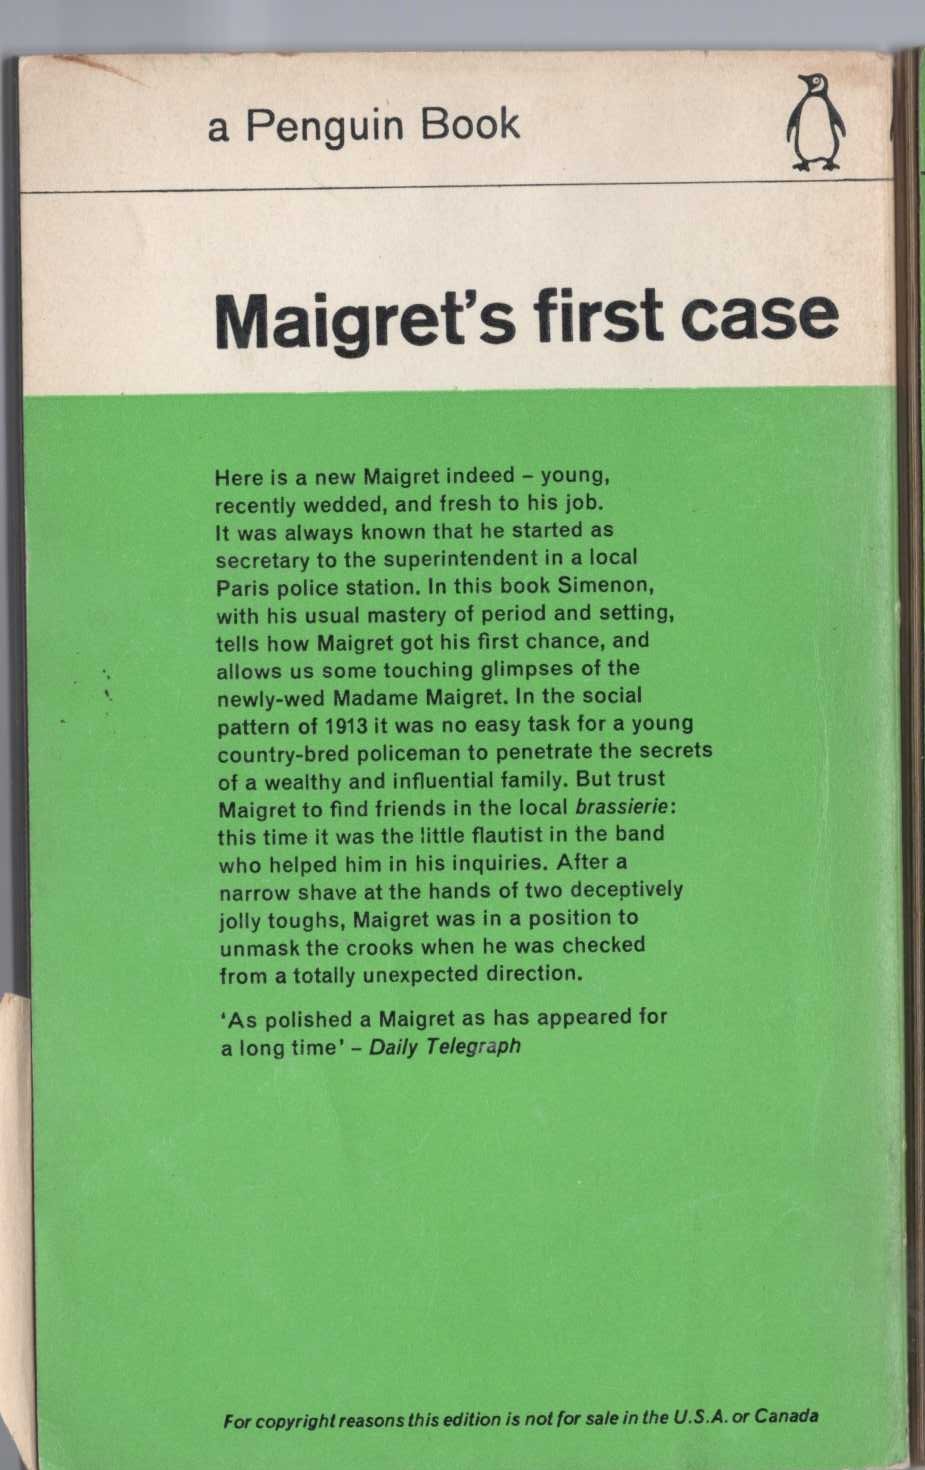 a Penguin Book
Maigret's first case
Here is a new Maigret indeed – young,
recently wedded, and fresh to his job.
It was always known that he started as
secretary to the superintendent in a local
Paris police station. In this book Simenon,
with his usual mastery of period and setting,
tells how Maigret got his first chance, and
allows us some touching glimpses of the
newly-wed Madame Maigret. In the social
pattern of 1913 it was no easy task for a young
country-bred policeman to penetrate the secrets
of a wealthy and influential family. But trust
Maigret to find friends in the local brassierie:
this time it was the little flautist in the band
who helped him in his inquiries. After a
narrow shave at the hands of two deceptively
jolly toughs, Maigret was in a position to
unmask the crooks when he was checked
from a totally unexpected direction.
'As polished a Maigret as has appeared for
a long time' – Daily Telegraph
For copyright reasons this edition is not for sale in the U.S.A. or Canada